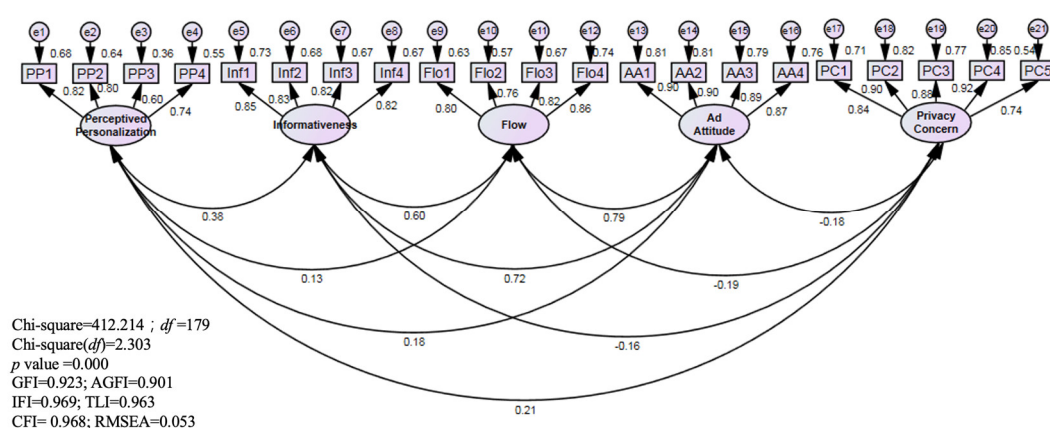 e1 e2 e3 e4 e5 e6 e7 e8 e9 e10 e11 e12 e13 e14 e15 e16 e17 e18 e19 e20 e21
0.68 0.64 0.36 0.55 0.73 0.68 0.67 0.67 0.63 0.57 0.67 0.74 0.81 0.81 0.79 0.76 0.71 0.82 0.77 0.85 0.54
PP1 PP2 PP3 PP4 Inf1 Inf2 Inf3 Inf4 Flo1 Flo2 Flo3 Flo4 AA1 AA2 AA3 AA4 PC1 PC2 PC3 PC4 PC5
0.82 0.80 0.60 0.74 0.85 0.83 0.82 0.82 0.80 0.76 0.82 0.86 0.90 0.90 0.89 0.87 0.84 0.90 0.88 0.92 0.74
Perceptived
Personalization
Informativeness
Flow
Ad
Attitude
Privacy
Concern
0.38
0.60
0.79
-0.18
0.13
0.72
-0.19
0.18
-0.16
0.21
Chi-square=412.214 ; df =179
Chi-square(df)=2.303
p value =0.000
GFI=0.923; AGFI=0.901
IFI=0.969; TLI=0.963
CFI= 0.968; RMSEA=0.053